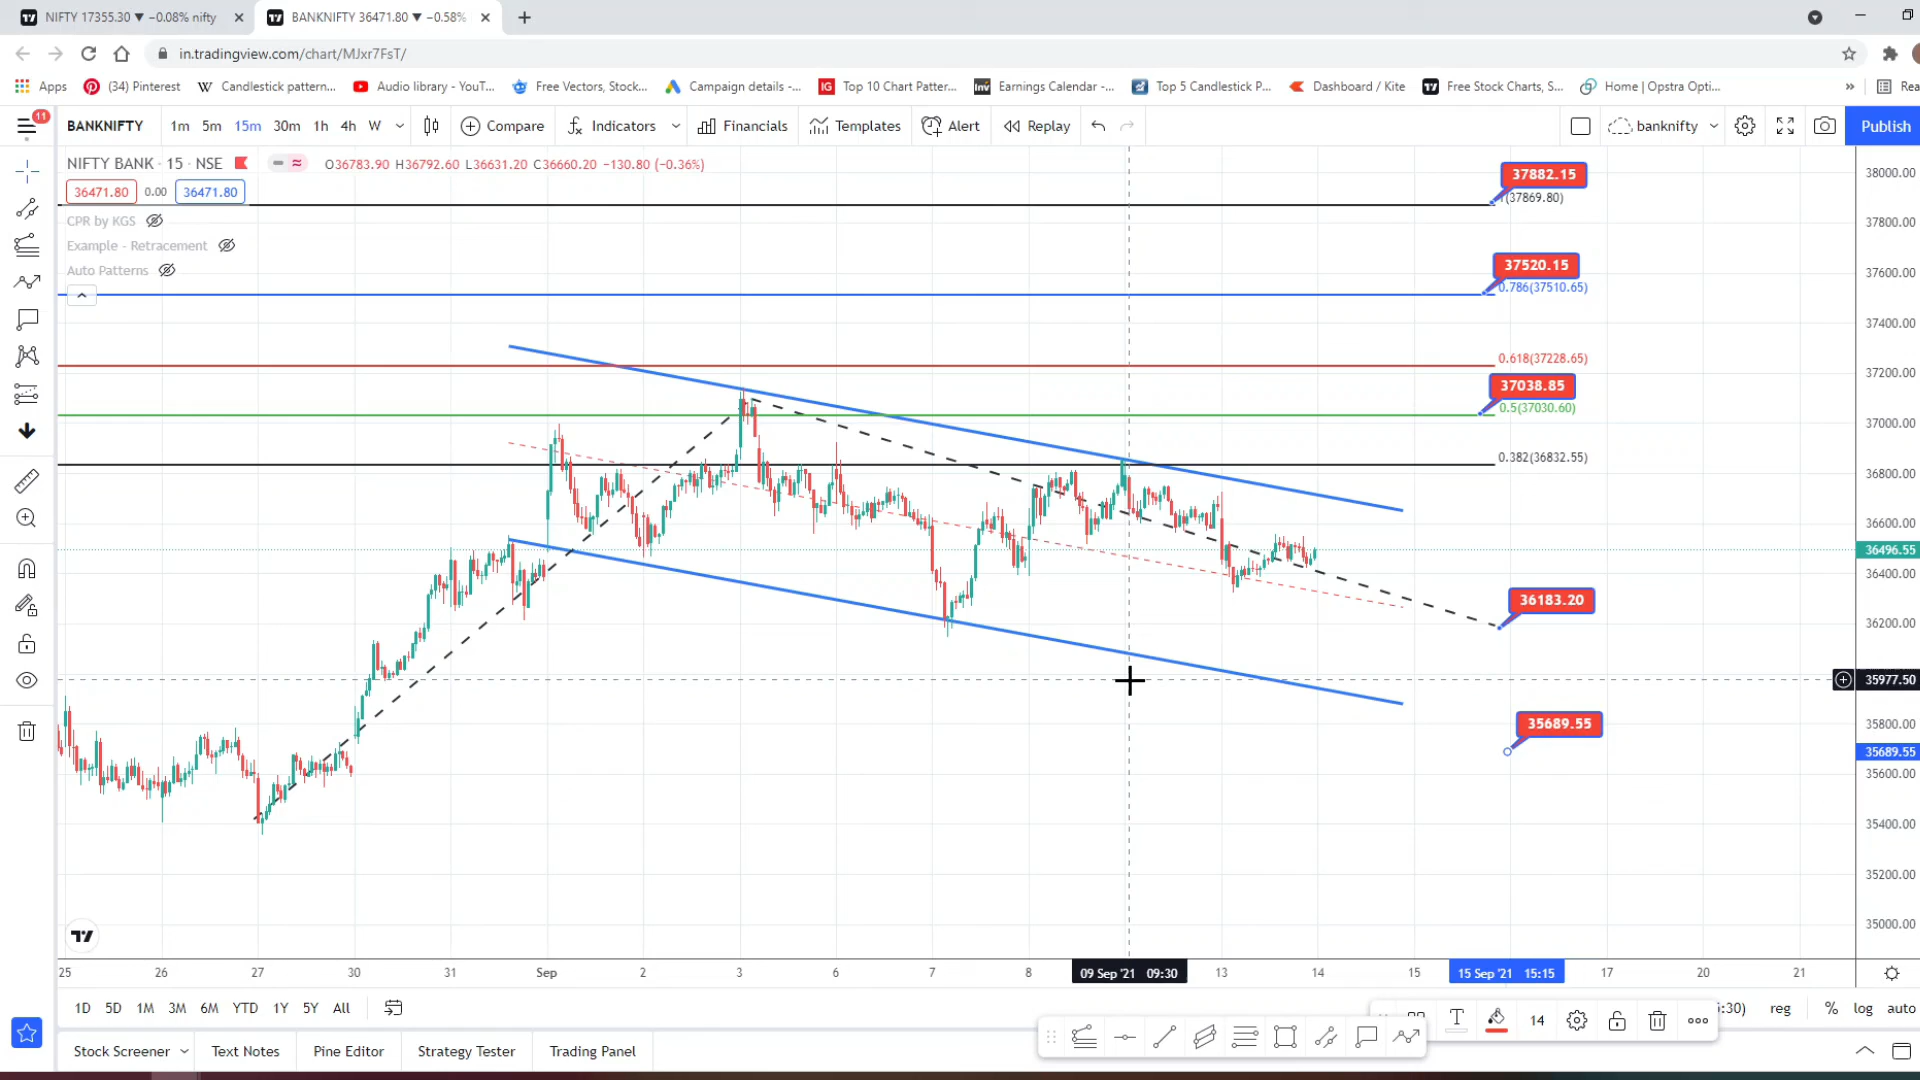 NIFTY 17355.30 ▼ −0.08% nifty
BANKNIFTY 36471.80 ▼ −0.58%
in.tradingview.com/chart/MJxr7FsT/
Apps
(34) Pinterest
Candlestick pattern...
Audio library - YouT...
Free Vectors, Stock...
Campaign details -...
IG Top 10 Chart Patter...
Inv Earnings Calendar -...
Top 5 Candlestick P...
Dashboard / Kite
Free Stock Charts, S...
Home | Opstra Opti...
»
Rea
11
BANKNIFTY
1m 5m 15m 30m 1h 4h W
Compare
Indicators
Financials
Templates
Alert
Replay
banknifty
Publish
NIFTY BANK · 15 · NSE
O36783.90 H36792.60 L36631.20 C36660.20 −130.80 (−0.36%)
36471.80 0.00 36471.80
CPR by KGS
Example - Retracement
Auto Patterns
37882.15
1(37869.80)
37520.15
0.786(37510.65)
0.618(37228.65)
37038.85
0.5(37030.60)
0.382(36832.55)
36183.20
35689.55
38000.00
37800.00
37600.00
37400.00
37200.00
37000.00
36800.00
36600.00
36496.55
36400.00
36200.00
35977.50
35800.00
35689.55
35600.00
35400.00
35200.00
35000.00
25 26 27 30 31 Sep 2 3 6 7 8 09 Sep '21 09:30 13 14 15 15 Sep '21 15:15 17 20 21
1D 5D 1M 3M 6M YTD 1Y 5Y All
T
14
5:30) reg % log auto
Stock Screener
Text Notes
Pine Editor
Strategy Tester
Trading Panel